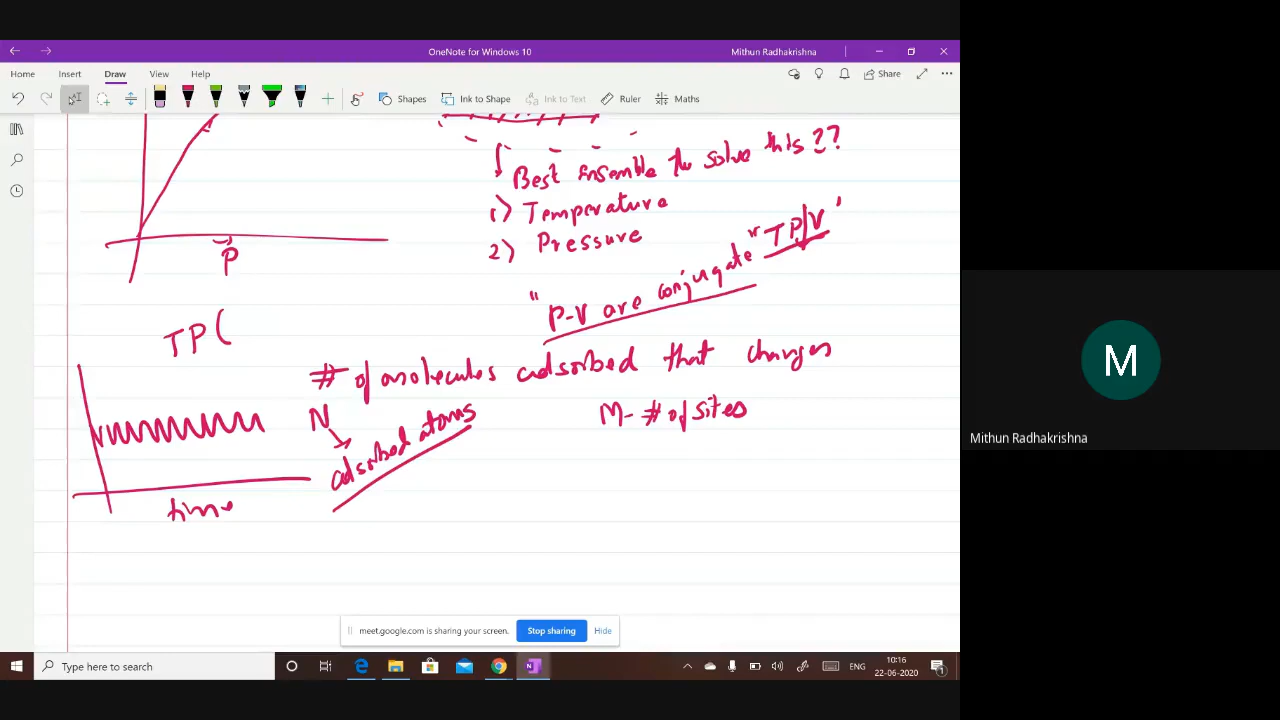 OneNote for Windows 10
Mithun Radhakrishna
Home
Insert
Draw
View
Help
Share
Shapes
Ink to Shape
Ink to Text
Ruler
Maths
Best Ensemble to solve this ??
1) Temperature
2) Pressure
P
"P-V are conjugate "TP/V"
TP(
# of molecules adsorbed that changes
N
adsorbed atoms
M- # of sites
time
M
Mithun Radhakrishna
meet.google.com is sharing your screen.
Stop sharing
Hide
Type here to search
ENG
10:16
22-06-2020